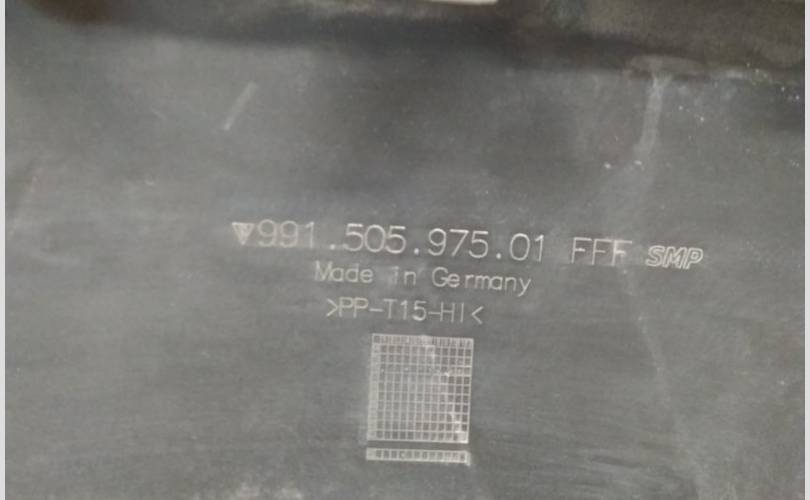 991.505.975.01 FFF SMP
Made in Germany
>PP-T15-HI<